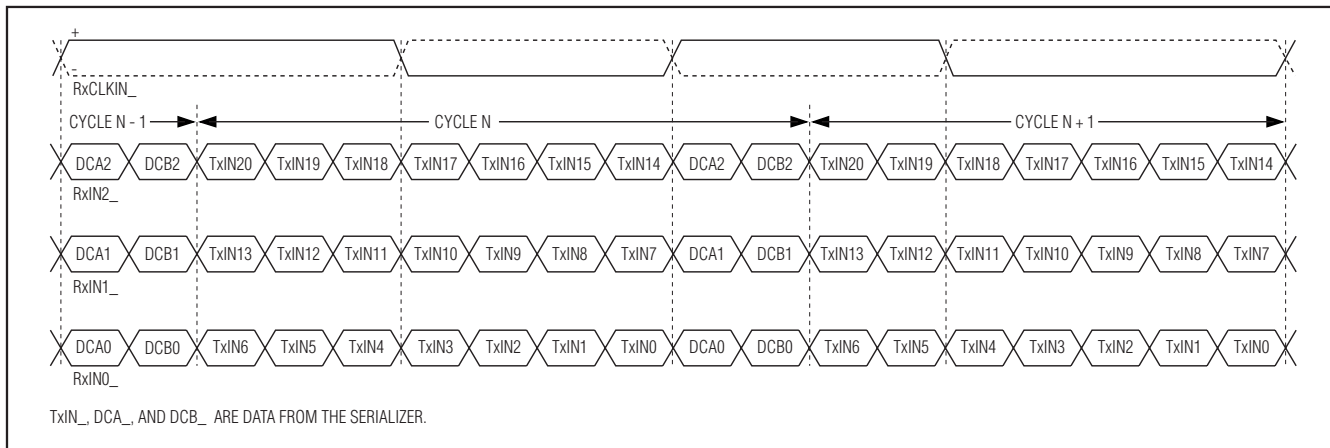 +
-
RxCLKIN_
CYCLE N - 1 CYCLE N CYCLE N + 1
DCA2 DCB2 TxIN20 TxIN19 TxIN18 TxIN17 TxIN16 TxIN15 TxIN14 DCA2 DCB2 TxIN20 TxIN19 TxIN18 TxIN17 TxIN16 TxIN15 TxIN14
RxIN2_
DCA1 DCB1 TxIN13 TxIN12 TxIN11 TxIN10 TxIN9 TxIN8 TxIN7 DCA1 DCB1 TxIN13 TxIN12 TxIN11 TxIN10 TxIN9 TxIN8 TxIN7
RxIN1_
DCA0 DCB0 TxIN6 TxIN5 TxIN4 TxIN3 TxIN2 TxIN1 TxIN0 DCA0 DCB0 TxIN6 TxIN5 TxIN4 TxIN3 TxIN2 TxIN1 TxIN0
RxIN0_
TxIN_, DCA_, AND DCB_ ARE DATA FROM THE SERIALIZER.